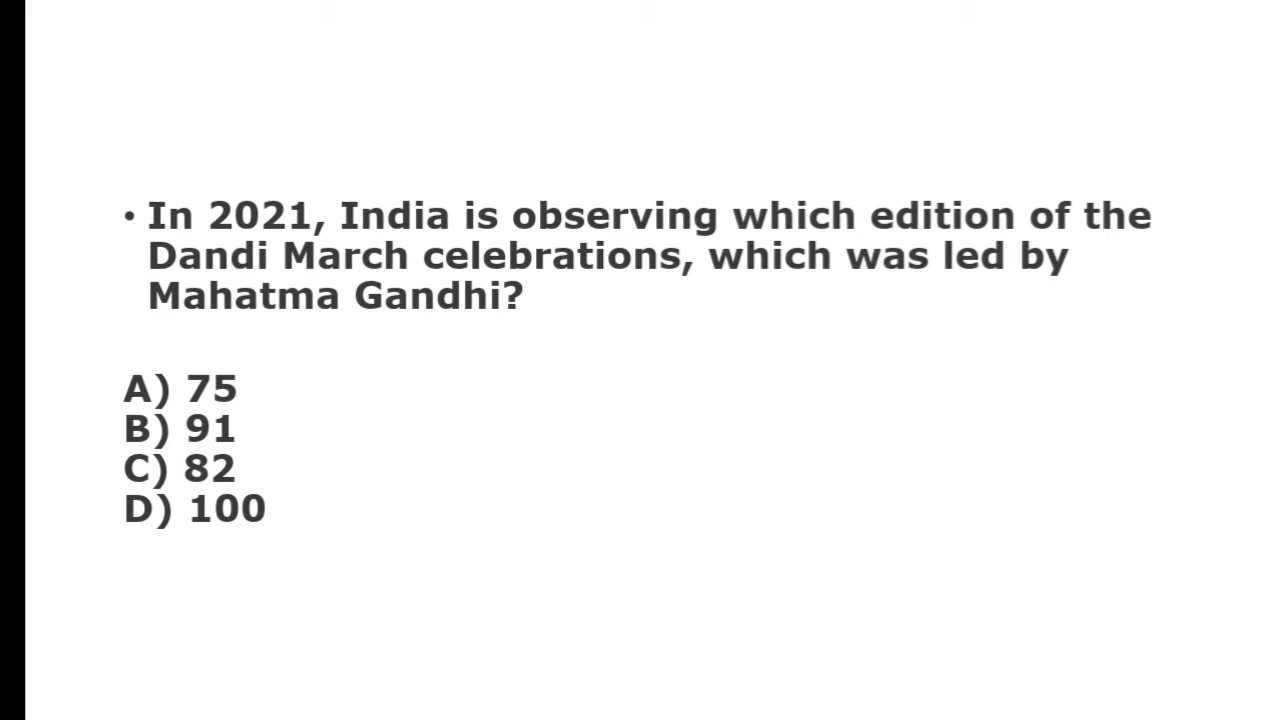 • In 2021, India is observing which edition of the
Dandi March celebrations, which was led by
Mahatma Gandhi?
A) 75
B) 91
C) 82
D) 100